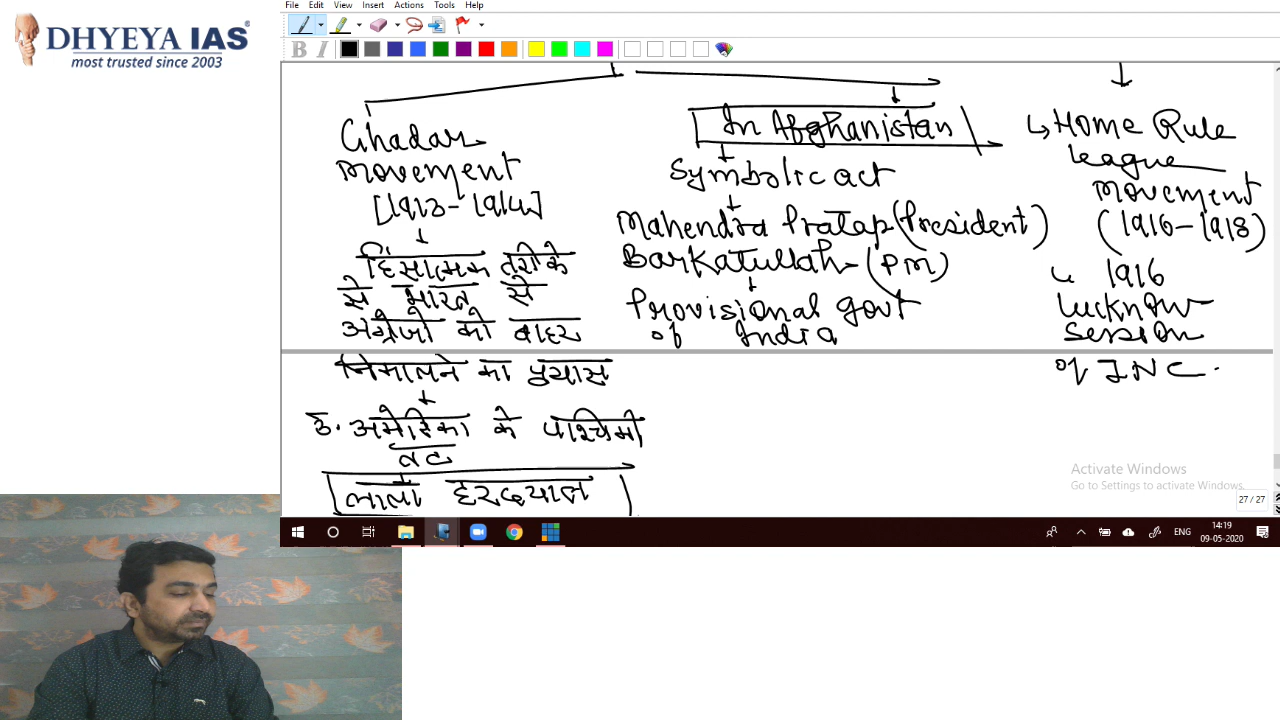 File Edit View Insert Actions Tools Help
DHYEYA IAS®
most trusted since 2003
B I
Ghadar
movement
[1913-1914]
हिंसात्मक तरीके
से भारत से
अंग्रेजो को बाहर
निकालने का प्रयास
उ. अमेरिका के पश्चिमी
तट
लाला हरदयाल
In Afghanistan
Symbolic act
Mahendra Pratap (President)
Barkatullah (PM)
Provisional govt
of India
Home Rule
League
movement
(1916-1918)
1916
Lucknow
Session
of INC.
Activate Windows
Go to Settings to activate Windows.
27 / 27
ENG
14:19
09-05-2020